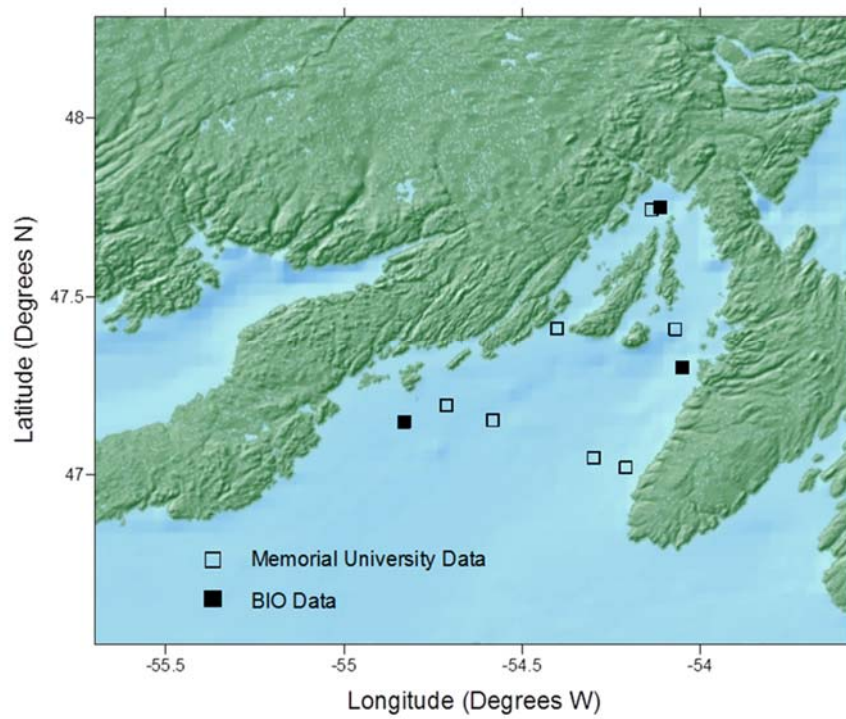 48
47.5
47
Latitude (Degrees N)
Memorial University Data
BIO Data
-55.5
-55
-54.5
-54
Longitude (Degrees W)